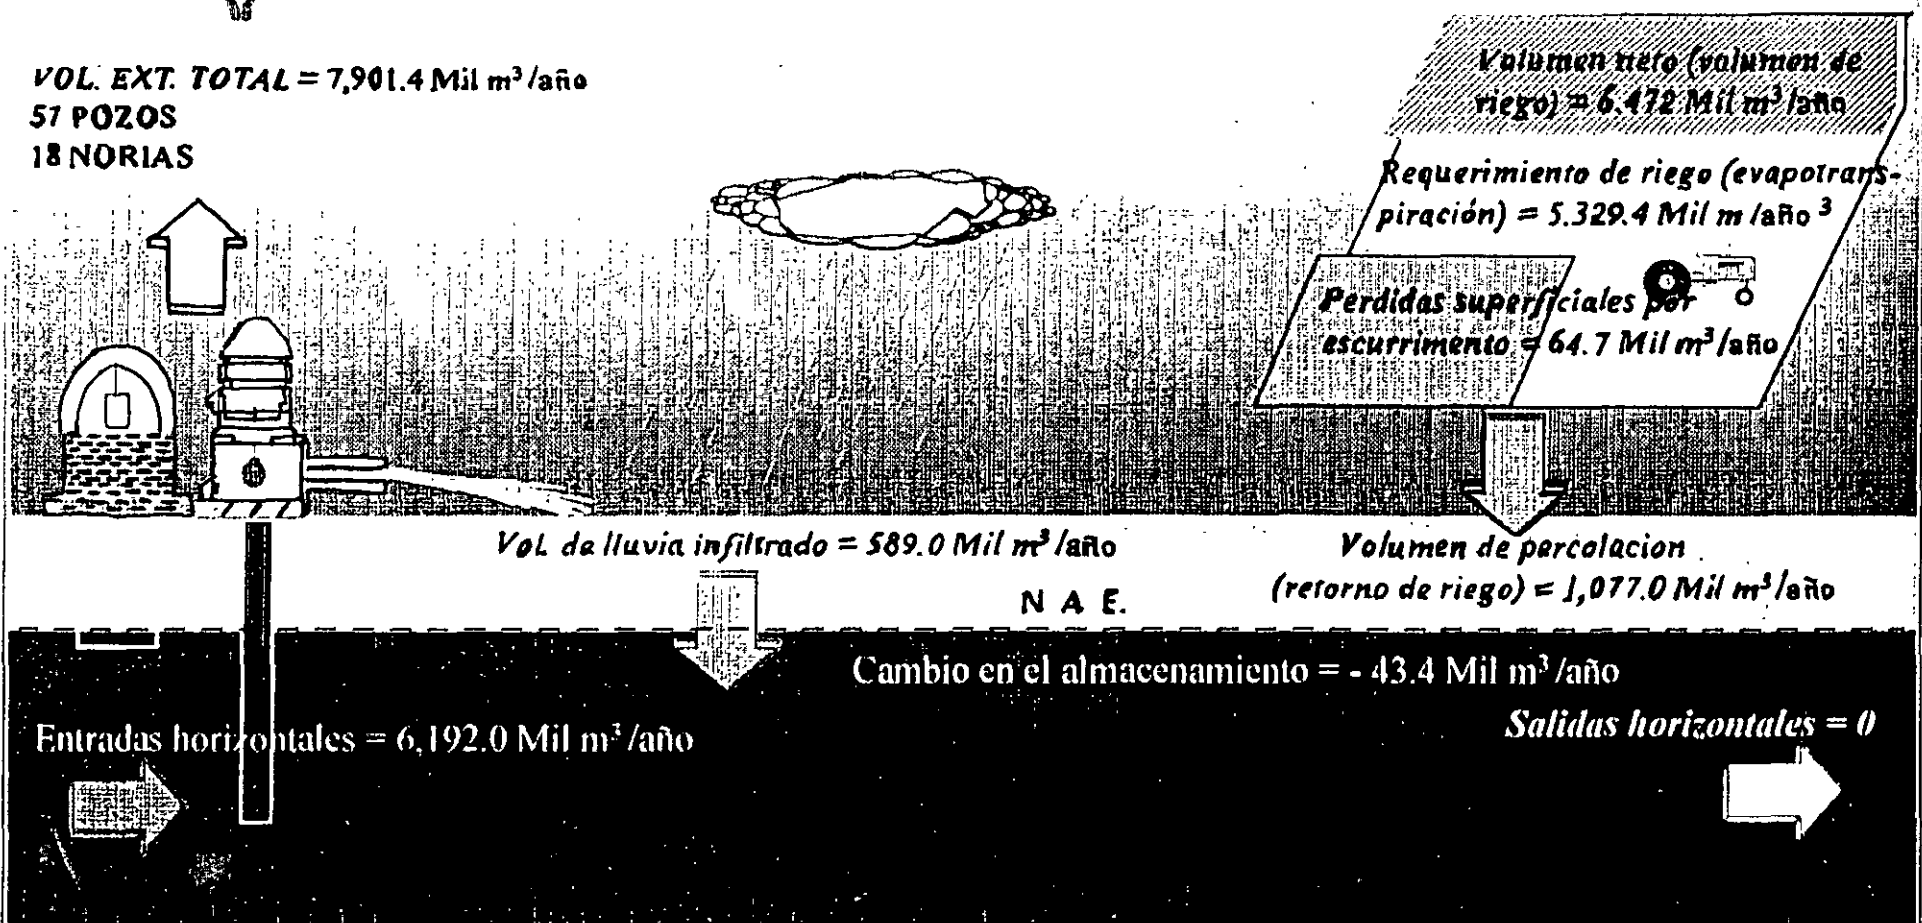 VOL. EXT. TOTAL = 7,901.4 Mil m³/año
57 POZOS
18 NORIAS
Volumen neto (volumen de
riego) = 6.472 Mil m³/año
Requerimiento de riego (evapotrans-
piración) = 5.329.4 Mil m/año ³
Perdidas superficiales por
escurrimento = 64.7 Mil m³/año
Vol. de lluvia infiltrado = 589.0 Mil m³/año
Volumen de percolacion
(retorno de riego) = 1,077.0 Mil m³/año
N A E.
Cambio en el almacenamiento = - 43.4 Mil m³/año
Entradas horizontales = 6,192.0 Mil m³/año
Salidas horizontales = 0